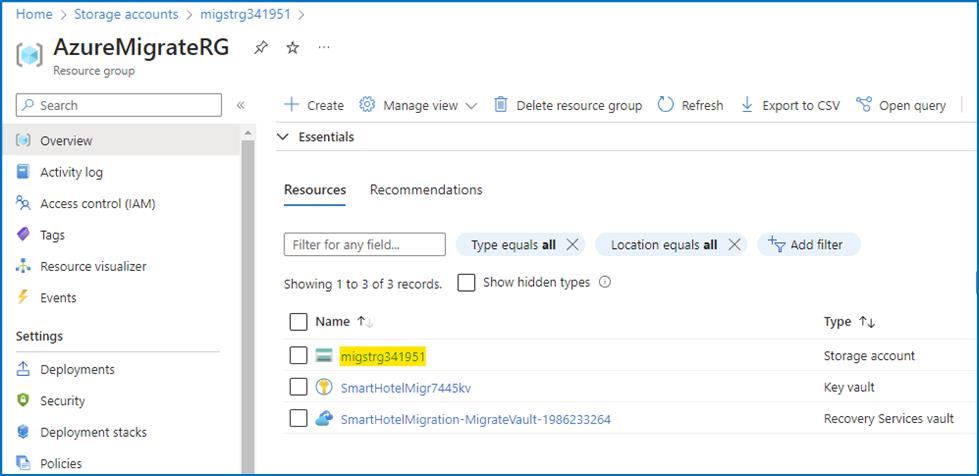 Home > Storage accounts > migstrg341951 >
AzureMigrateRG
Resource group
Search
Overview
Activity log
Access control (IAM)
Tags
Resource visualizer
Events
Settings
Deployments
Security
Deployment stacks
Policies
Create Manage view Delete resource group Refresh Export to CSV Open query
Essentials
Resources Recommendations
Filter for any field... Type equals all Location equals all Add filter
Showing 1 to 3 of 3 records. Show hidden types
Name Type
migstrg341951 Storage account
SmartHotelMigr7445kv Key vault
SmartHotelMigration-MigrateVault-1986233264 Recovery Services vault